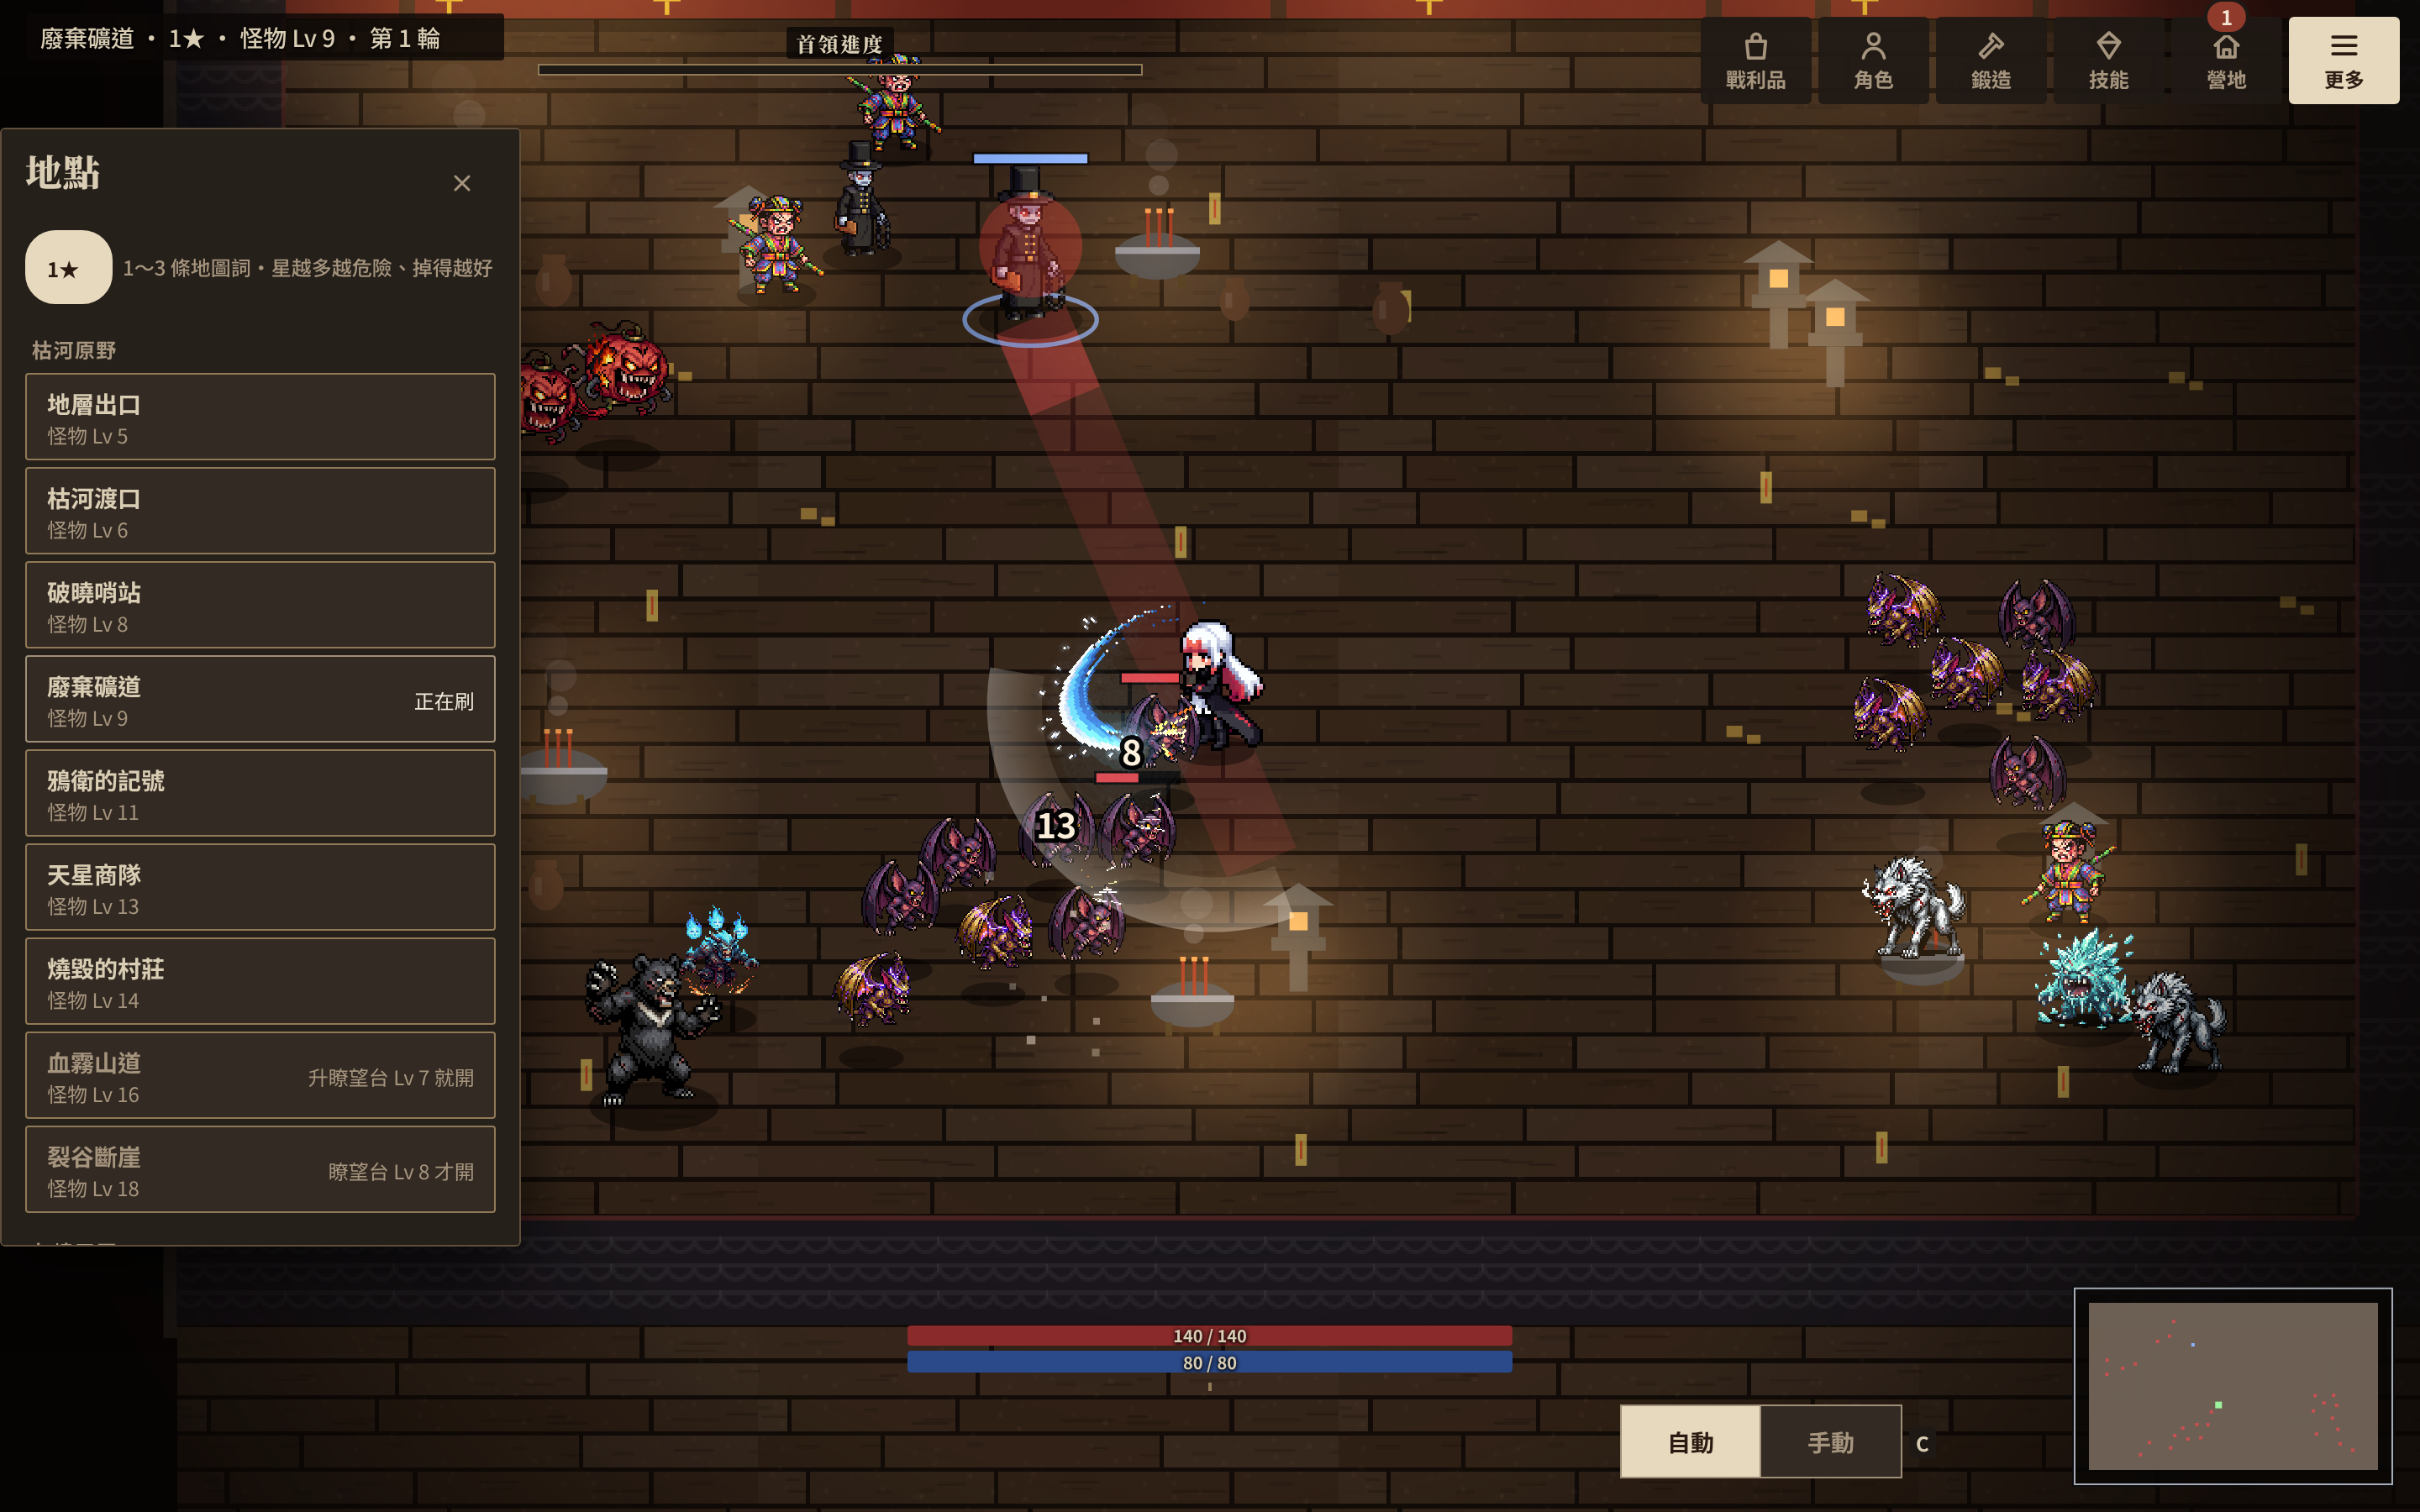 廢棄礦道 • 1★ • 怪物 Lv 9 • 第 1 輪
首領進度
1
戰利品
角色
鍛造
技能
營地
更多
地點
×
1★
1～3 條地圖詞・星越多越危險、掉得越好
枯河原野
地層出口
怪物 Lv 5
枯河渡口
怪物 Lv 6
破曉哨站
怪物 Lv 8
廢棄礦道
怪物 Lv 9
正在刷
鴉衛的記號
怪物 Lv 11
天星商隊
怪物 Lv 13
燒毀的村莊
怪物 Lv 14
血霧山道
怪物 Lv 16
升瞭望台 Lv 7 就開
裂谷斷崖
怪物 Lv 18
瞭望台 Lv 8 才開
8
13
140 / 140
80 / 80
自動
手動
C